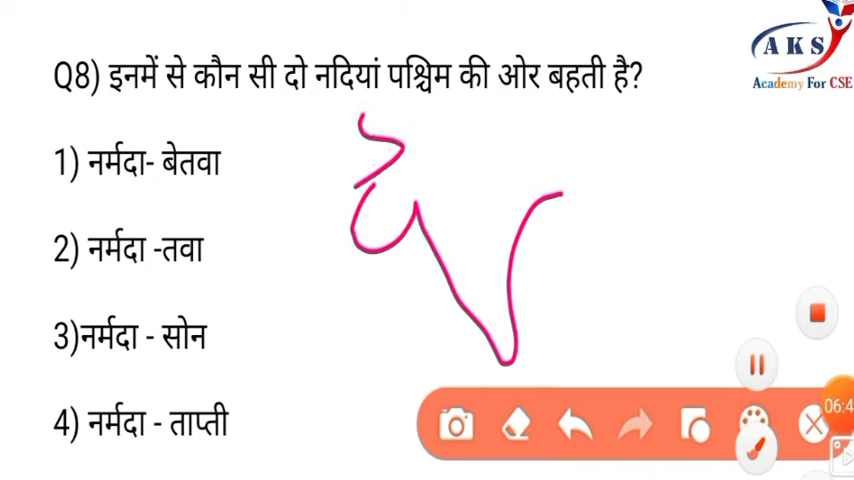 AKS
Academy For CSE
Q8) इनमें से कौन सी दो नदियां पश्चिम की ओर बहती है?
1) नर्मदा- बेतवा
2) नर्मदा -तवा
3)नर्मदा - सोन
4) नर्मदा - ताप्ती